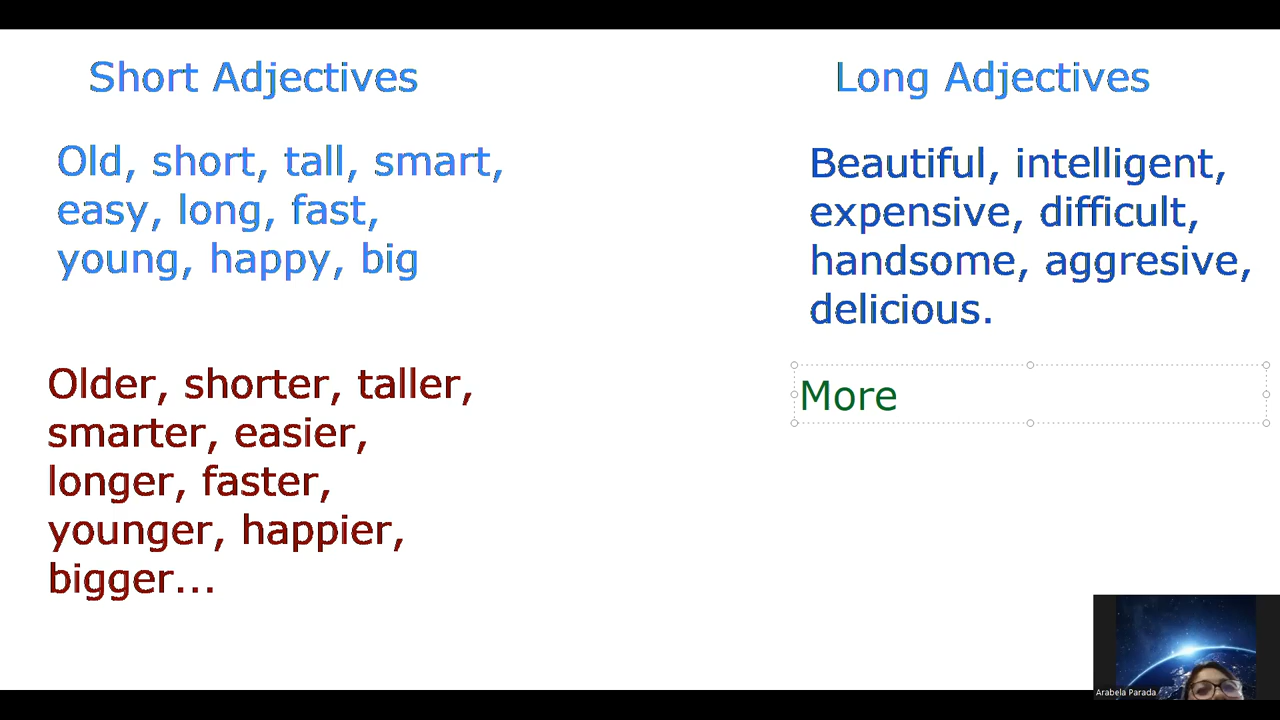 Short Adjectives
Old, short, tall, smart,
easy, long, fast,
young, happy, big
Older, shorter, taller,
smarter, easier,
longer, faster,
younger, happier,
bigger...
Long Adjectives
Beautiful, intelligent,
expensive, difficult,
handsome, aggresive,
delicious.
More
Arabela Parada